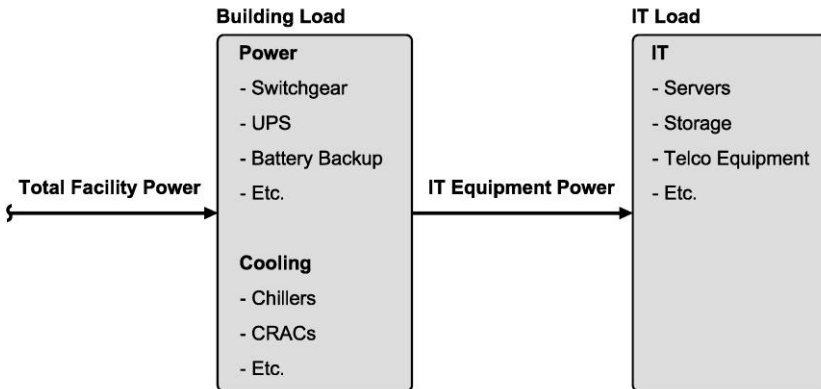 Building Load
Power
- Switchgear
- UPS
- Battery Backup
- Etc.
Cooling
- Chillers
- CRACs
- Etc.
Total Facility Power
IT Equipment Power
IT Load
IT
- Servers
- Storage
- Telco Equipment
- Etc.